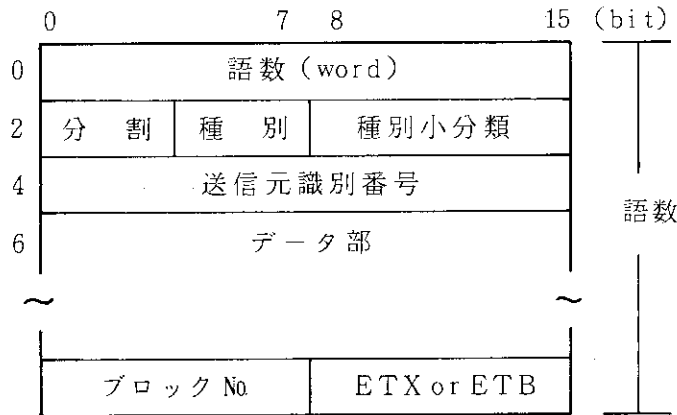 0 7 8 15 (bit)
0 語数(word)
2 分割 種別 種別小分類
4 送信元識別番号
6 データ部
語数
~ ~
ブロック№ ETX or ETB